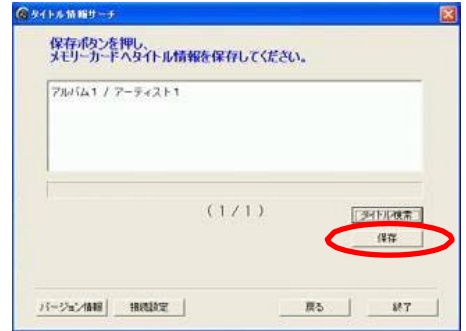 タイトル情報サーチ
保存ボタンを押し、
メモリーカードへタイトル情報を保存してください。
アルバム1 / アーティスト1
(1/1)
タイトル検索
保存
バージョン情報
接続設定
戻る
終了